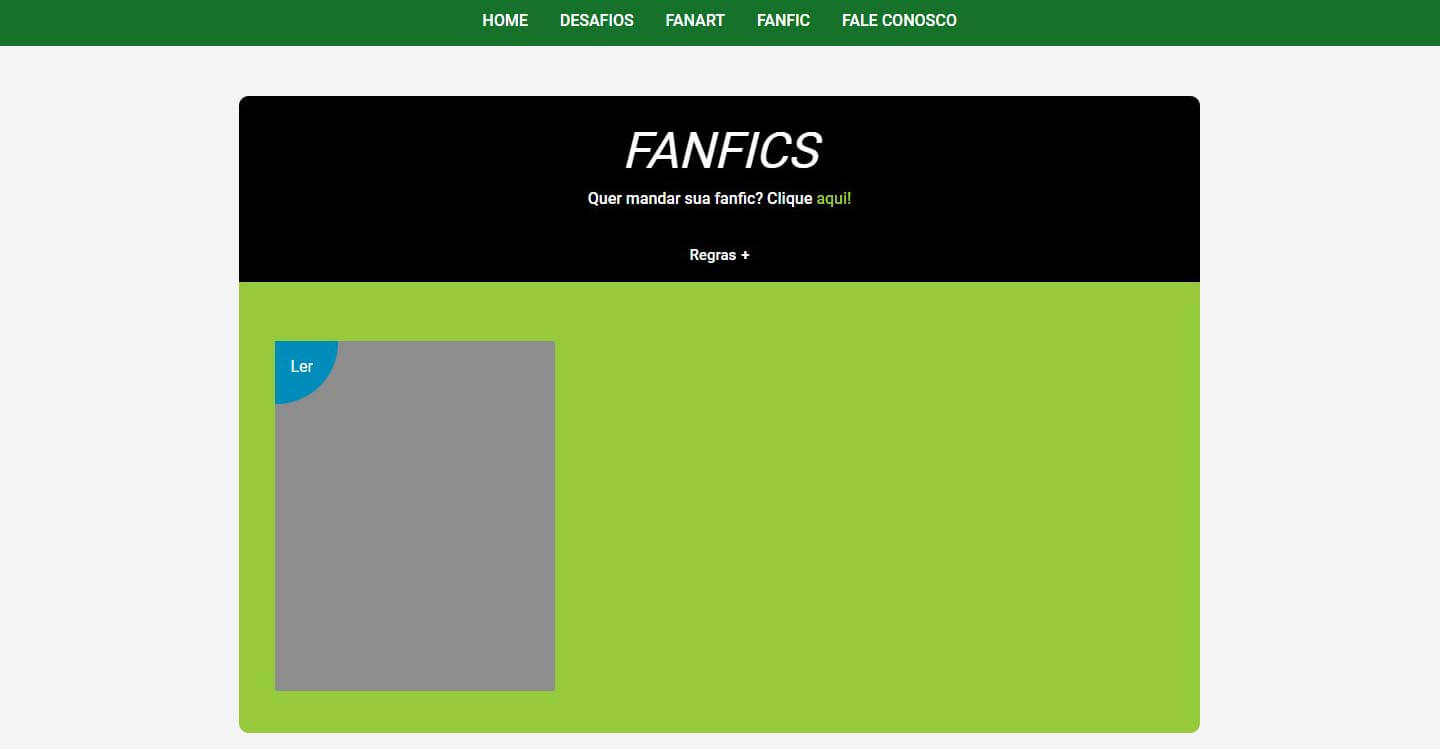 HOME DESAFIOS FANART FANFIC FALE CONOSCO
FANFICS
Quer mandar sua fanfic? Clique aqui!
Regras +
Ler